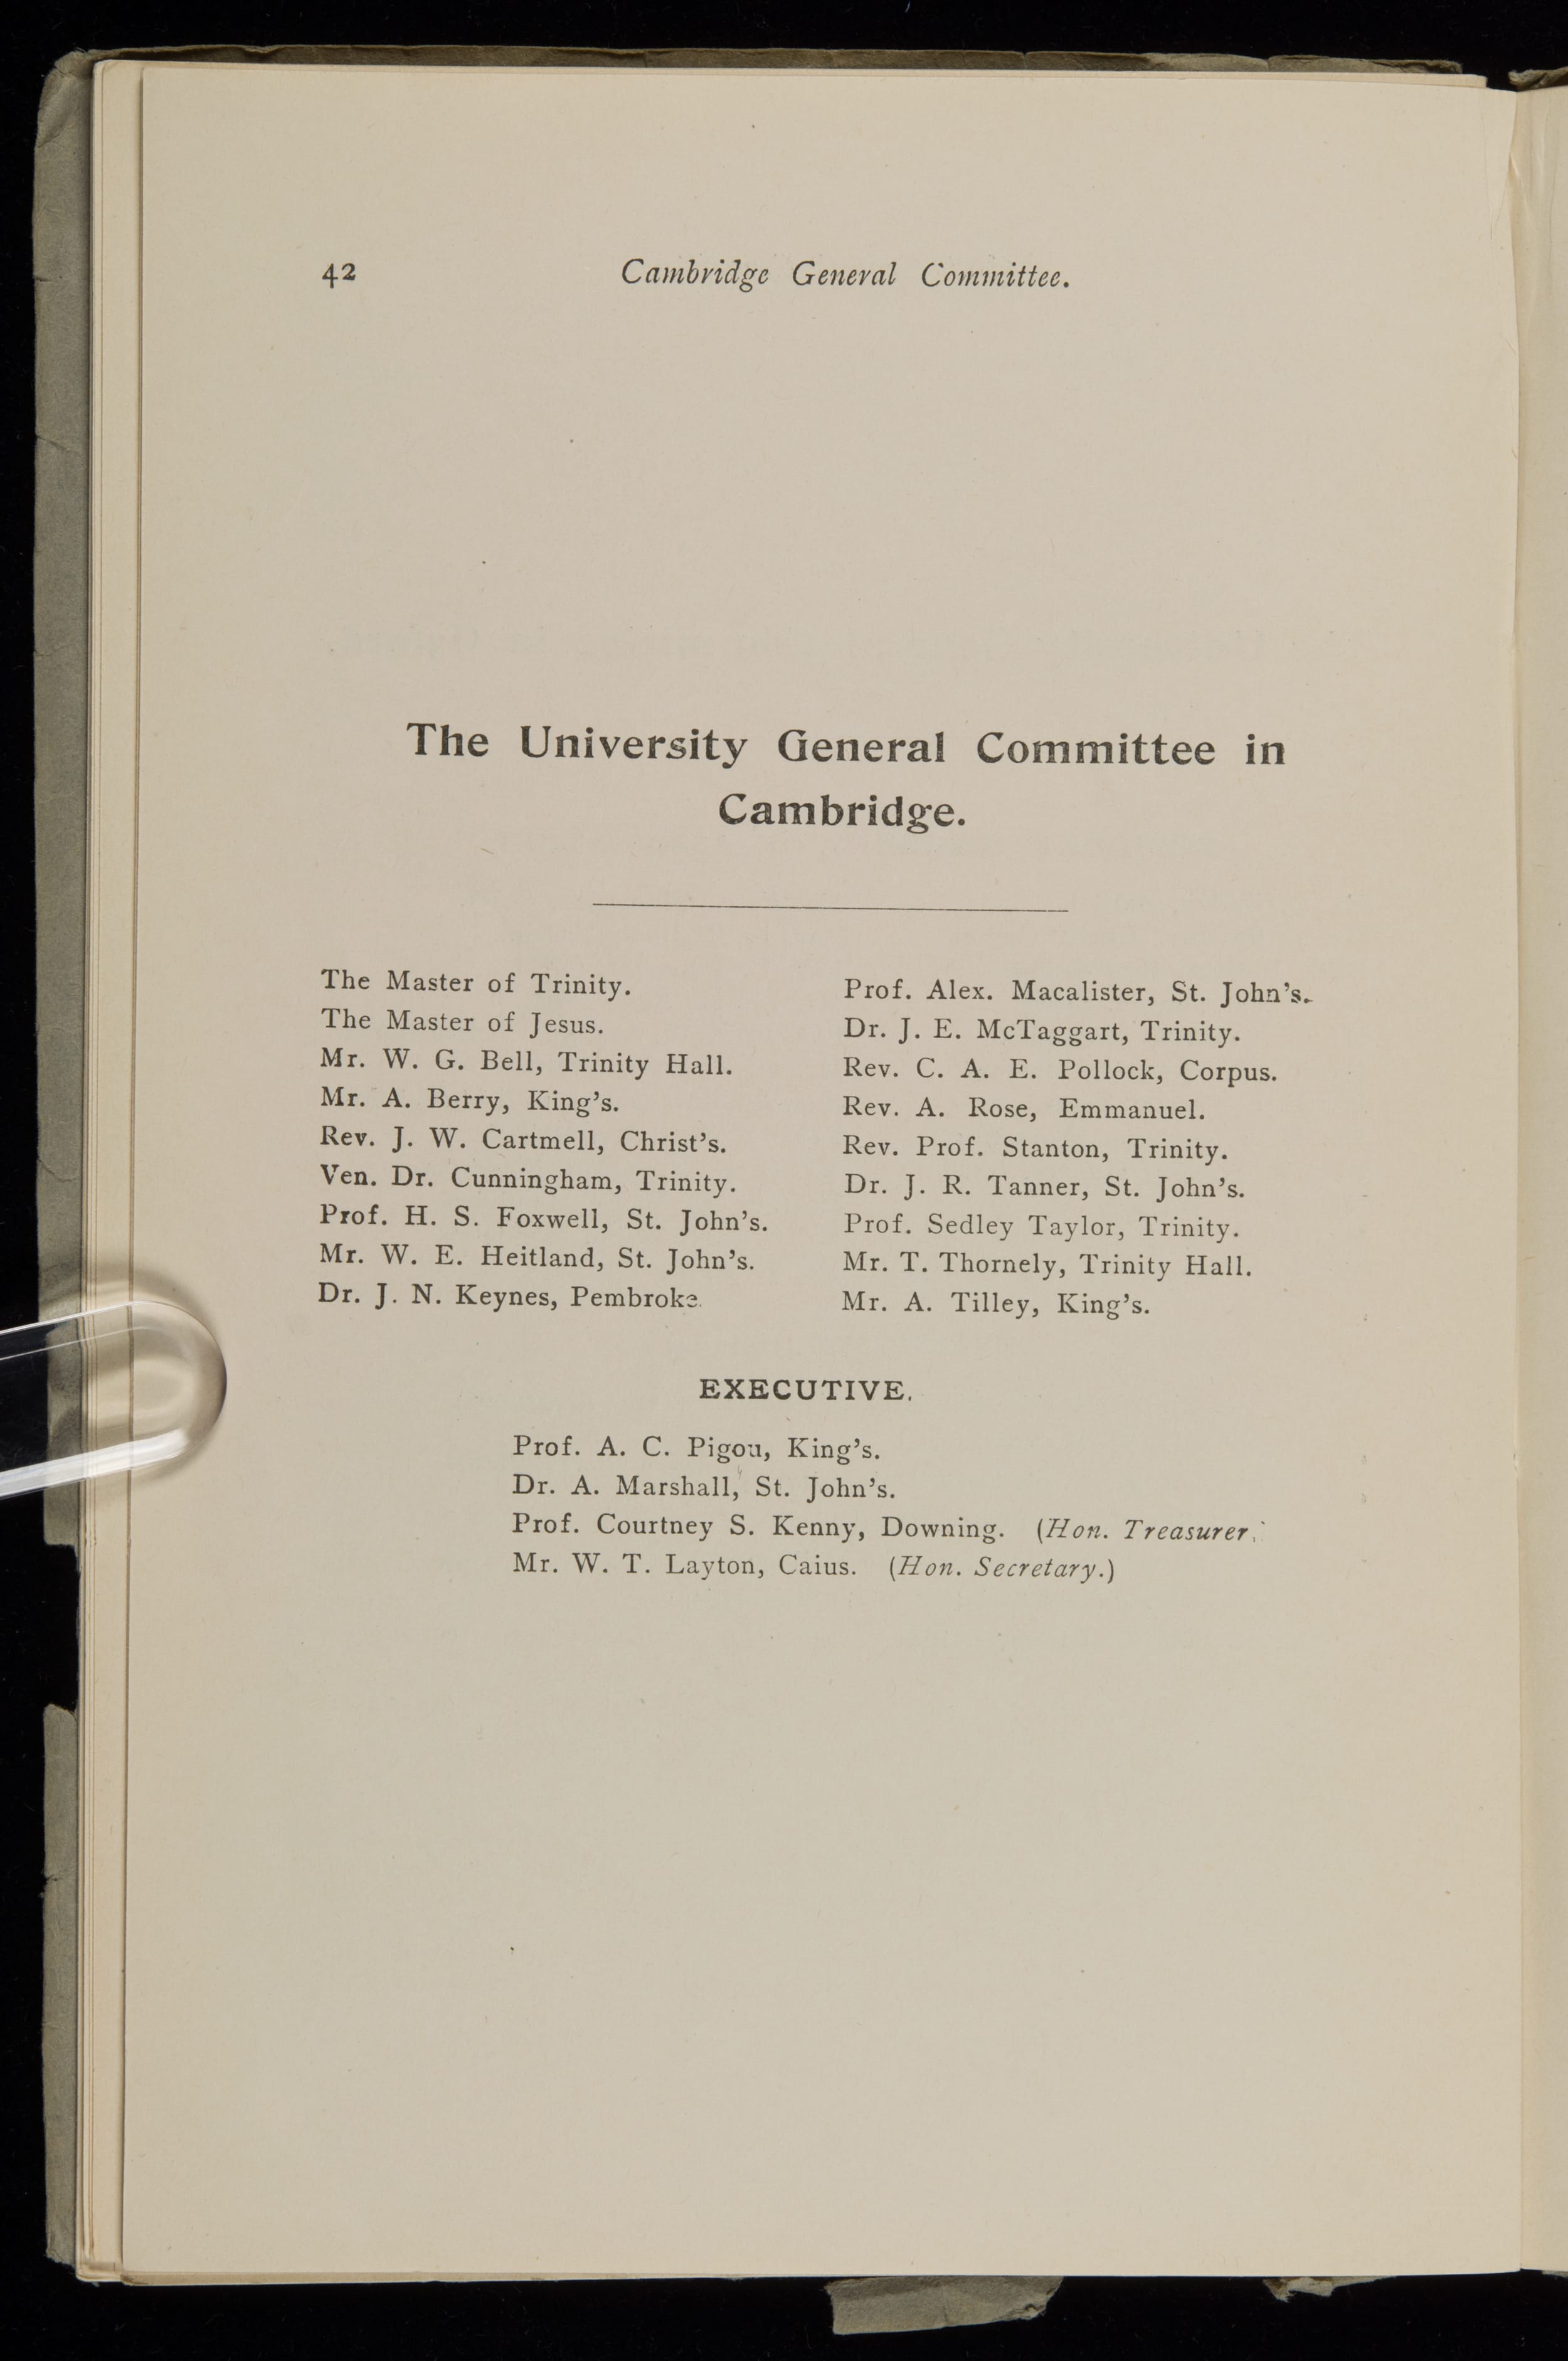 42 Cambridge General Committee.
The University General Committee in
Cambridge.
The Master of Trinity.
The Master of Jesus.
Mr. W. G. Bell, Trinity Hall.
Mr. A. Berry, King's.
Rev. J. W. Cartmell, Christ's.
Ven. Dr. Cunningham, Trinity.
Prof. H. S. Foxwell, St. John's.
Mr. W. E. Heitland, St. John's.
Dr. J. N. Keynes, Pembroke.
Prof. Alex. Macalister, St. John's.
Dr. J. E. McTaggart, Trinity.
Rev. C. A. E. Pollock, Corpus.
Rev. A. Rose, Emmanuel.
Rev. Prof. Stanton, Trinity.
Dr. J. R. Tanner, St. John's.
Prof. Sedley Taylor, Trinity.
Mr. T. Thornely, Trinity Hall.
Mr. A. Tilley, King's.
EXECUTIVE.
Prof. A. C. Pigou, King's.
Dr. A. Marshall, St. John's.
Prof. Courtney S. Kenny, Downing. (Hon. Treasurer.
Mr. W. T. Layton, Caius. (Hon. Secretary.)